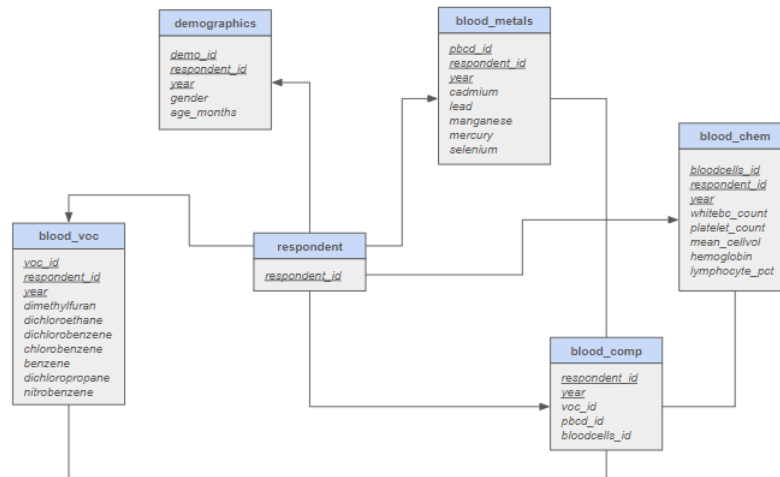 demographics
demo_id
respondent_id
year
gender
age_months
blood_metals
pbcd_id
respondent_id
year
cadmium
lead
manganese
mercury
selenium
blood_chem
bloodcells_id
respondent_id
year
whitebc_count
platelet_count
mean_cellvol
hemoglobin
lymphocyte_pct
blood_voc
voc_id
respondent_id
year
dimethylfuran
dichloroethane
dichlorobenzene
chlorobenzene
benzene
dichloropropane
nitrobenzene
respondent
respondent_id
blood_comp
respondent_id
year
voc_id
pbcd_id
bloodcells_id